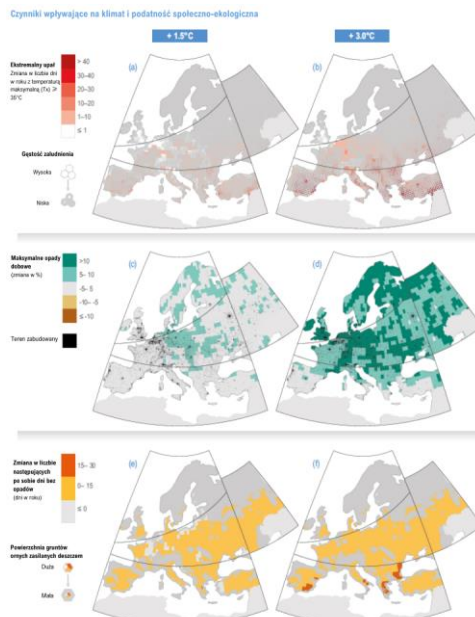 Czynniki wpływające na klimat i podatność społeczno-ekologiczna
+ 1.5°C
+ 3.0°C
Ekstremalny upał
Zmiana w liczbie dni
w roku z temperaturą
maksymalną (Tx) ≥
35°C
> 40
30–40
20–30
10–20
1–10
≤ 1
(a)
(b)
Gęstość zaludnienia
Wysoka
Niska
Maksymalne opady
dobowe
(zmiana w %)
>10
5– 10
-5– 5
-10– -5
≤ -10
(c)
(d)
Teren zabudowany
Zmiana w liczbie
następujących
po sobie dni bez
opadów
(dni w roku)
15– 30
0– 15
≤ 0
(e)
(f)
Powierzchnia gruntów
ornych zasilanych deszczem
Duża
Mała